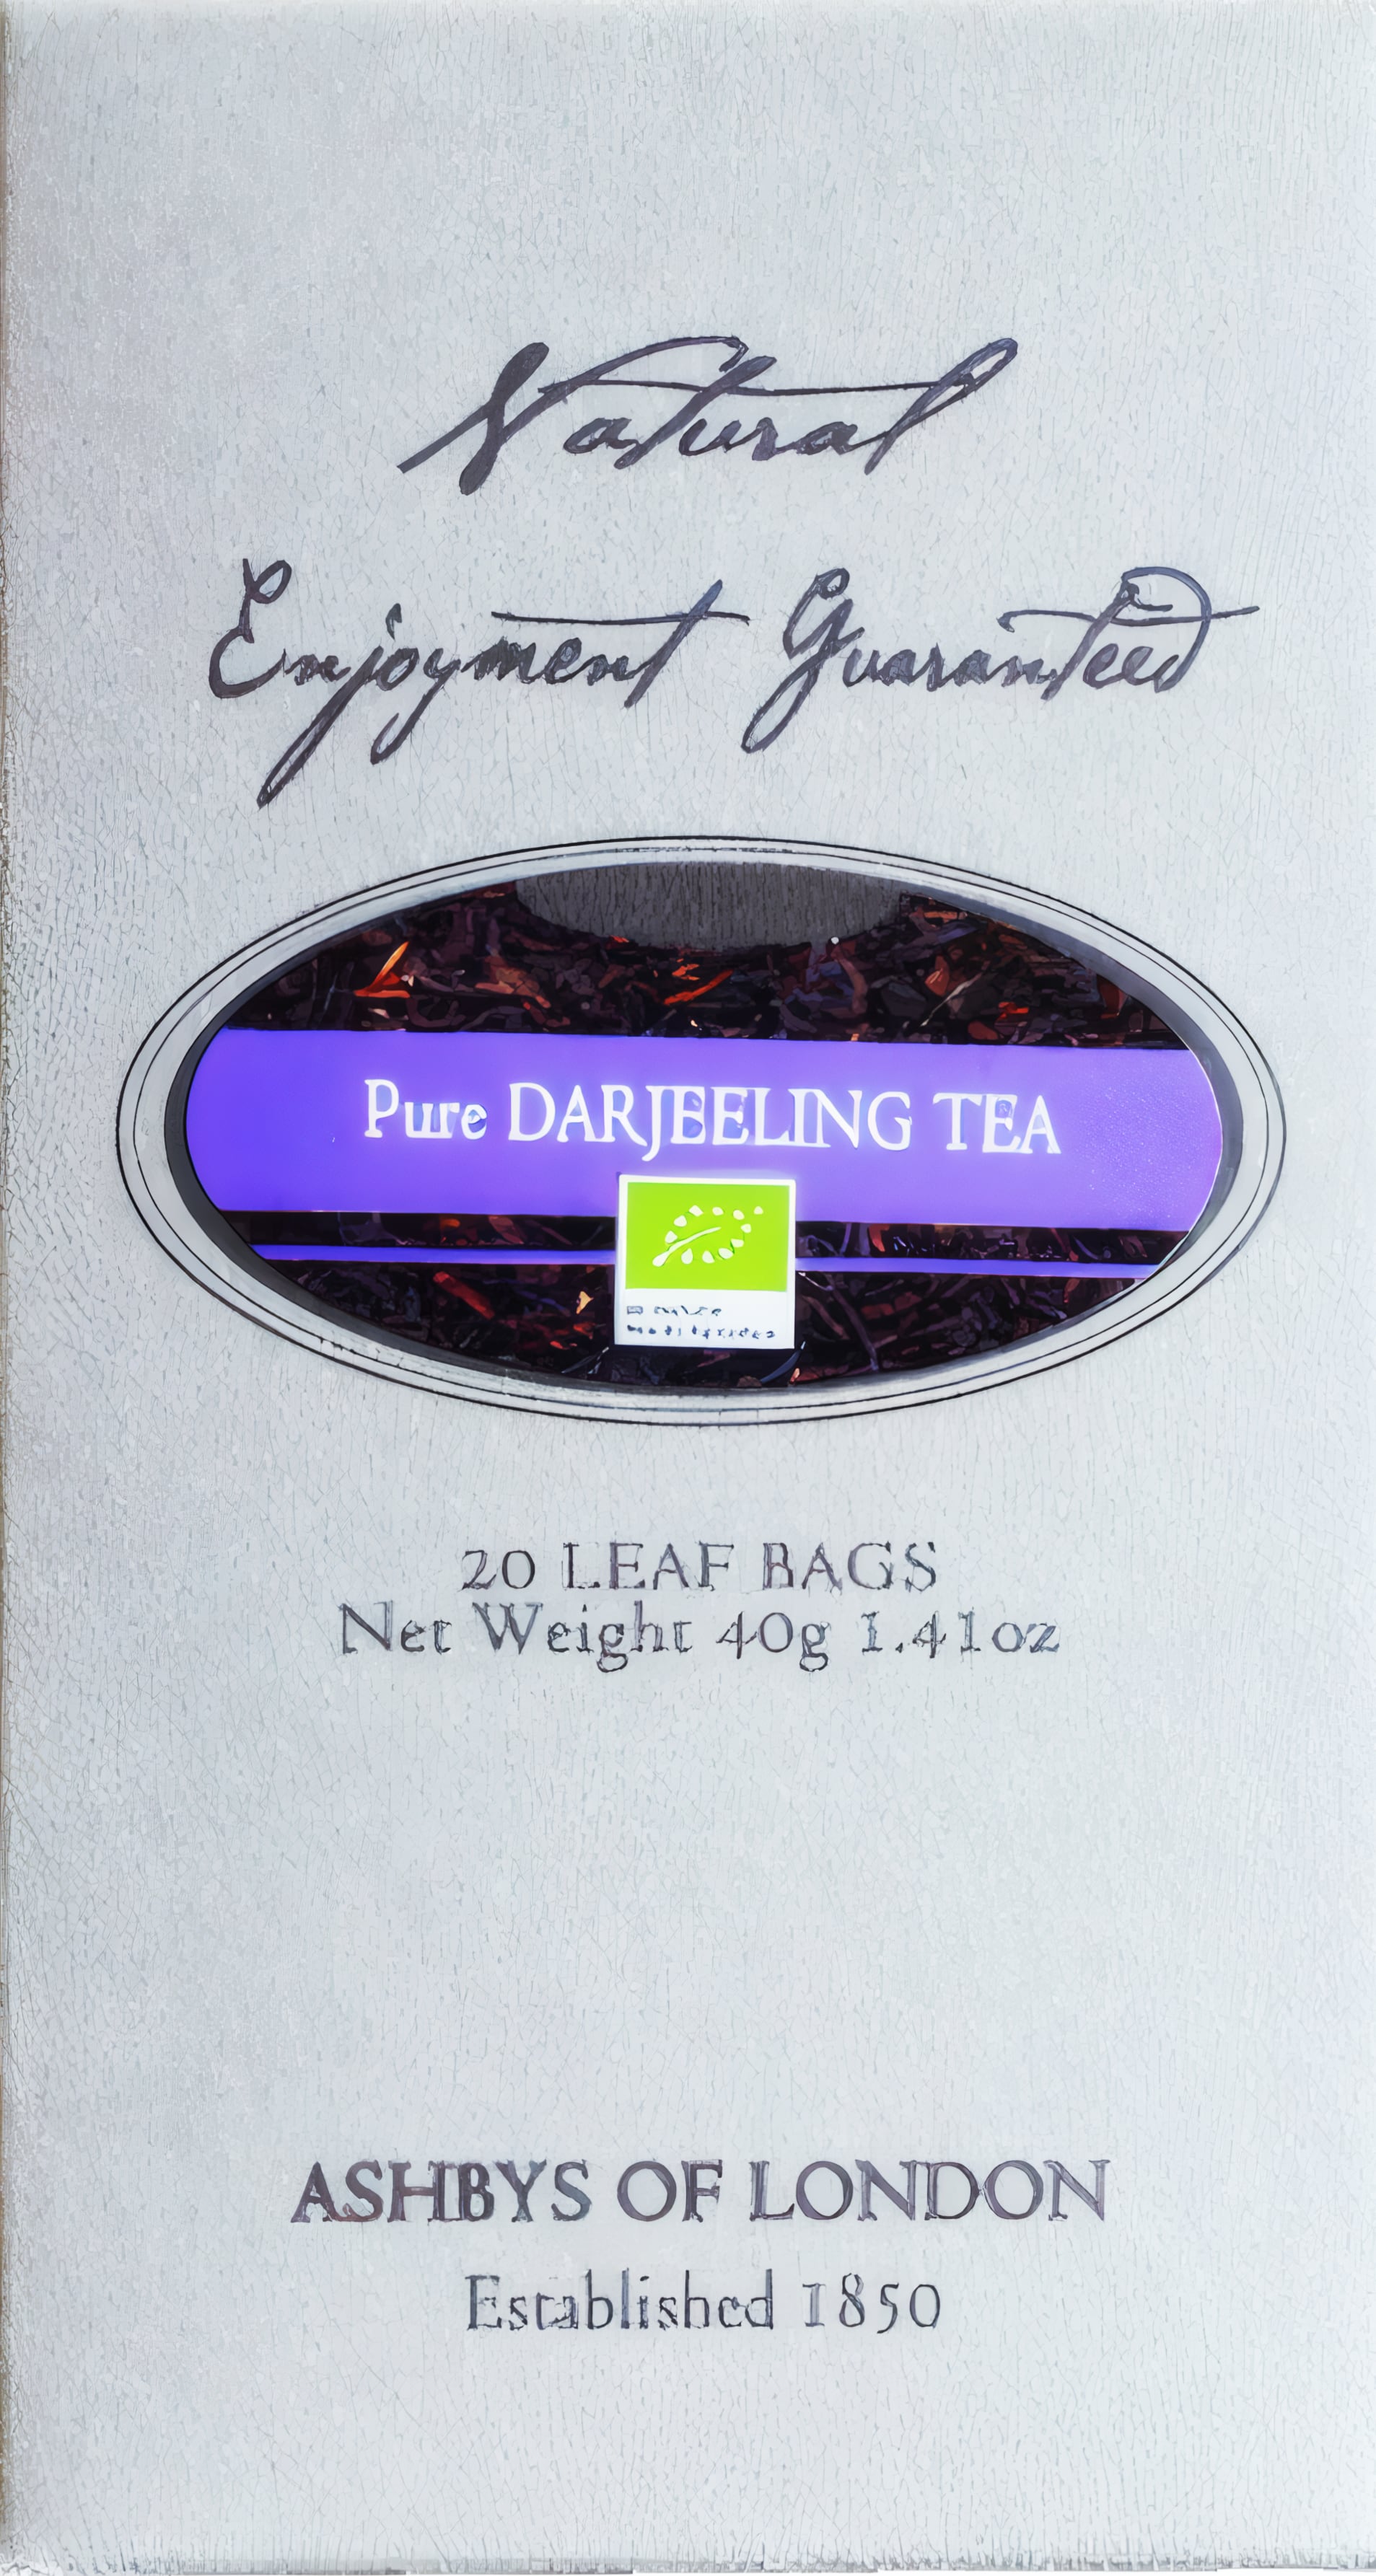 Natural
Enjoyment Guaranteed
Pure DARJEELING TEA
20 LEAF BAGS
Net Weight 40g 1.41oz
ASHBYS OF LONDON
Established 1850